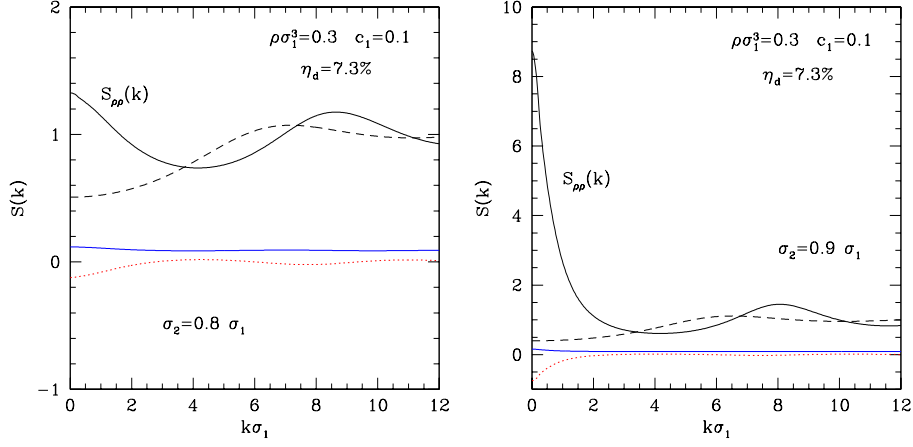 2
1
0
−1
S(k)
ρσ₁³=0.3 c₁=0.1
η_d=7.3%
S_ρρ(k)
σ₂=0.8 σ₁
0 2 4 6 8 10 12
kσ₁
10
8
6
4
2
0
S(k)
ρσ₁³=0.3 c₁=0.1
η_d=7.3%
S_ρρ(k)
σ₂=0.9 σ₁
0 2 4 6 8 10 12
kσ₁